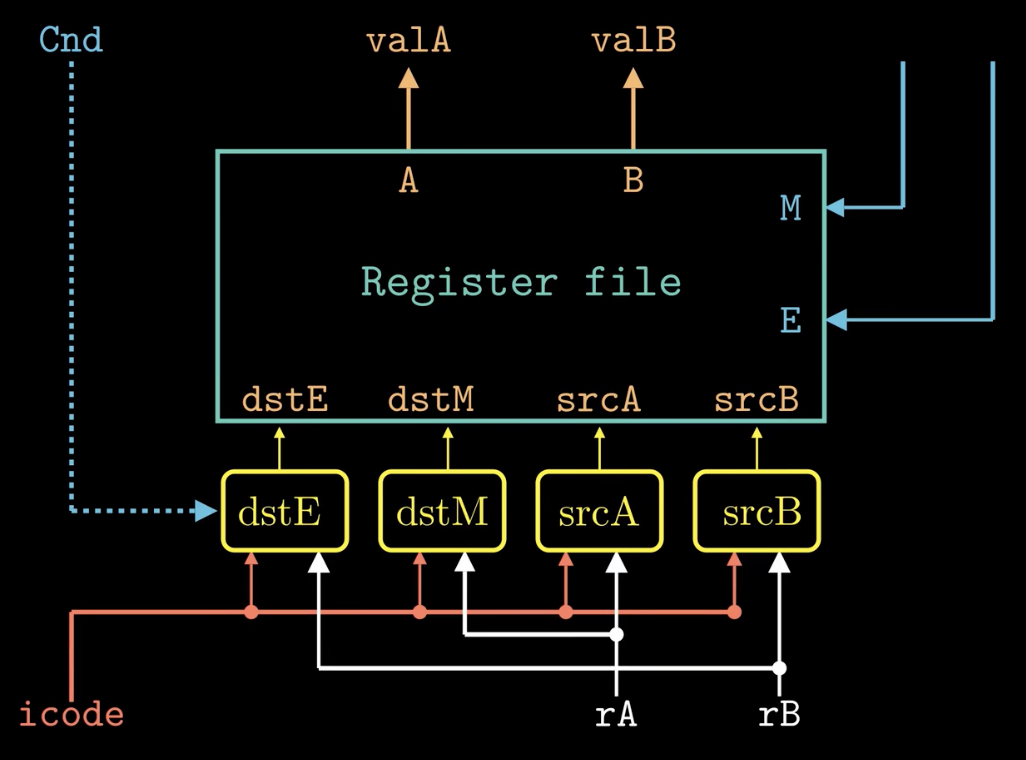 Cnd
valA
valB
A
B
M
Register file
E
dstE
dstM
srcA
srcB
dstE
dstM
srcA
srcB
icode
rA
rB